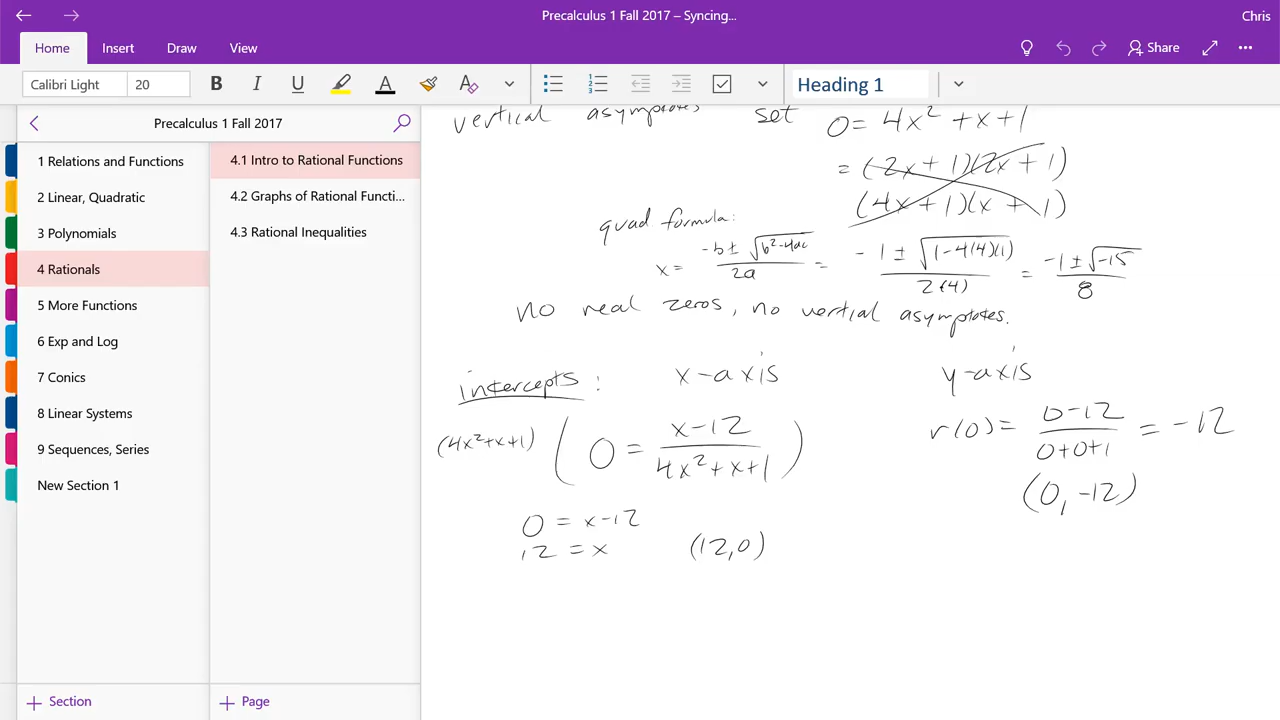 Precalculus 1 Fall 2017 – Syncing...
Chris
Home Insert Draw View
Share
Calibri Light 20 B I U A Heading 1
Precalculus 1 Fall 2017
1 Relations and Functions
2 Linear, Quadratic
3 Polynomials
4 Rationals
5 More Functions
6 Exp and Log
7 Conics
8 Linear Systems
9 Sequences, Series
New Section 1
+ Section
4.1 Intro to Rational Functions
4.2 Graphs of Rational Functi...
4.3 Rational Inequalities
+ Page
vertical asymptotes set 0 = 4x² + x + 1
= (2x + 1)(2x + 1)
(4x + 1)(x + 1)
quad formula:
x = (-b ± √(b²-4ac))/(2a) = (-1 ± √(1-4(4)(1)))/(2(4)) = (-1 ± √-15)/8
no real zeros, no vertical asymptotes.
intercepts: x-axis
(4x²+x+1) (0 = (x-12)/(4x²+x+1))
0 = x-12
12 = x (12,0)
y-axis
r(0) = (0-12)/(0+0+1) = -12
(0, -12)